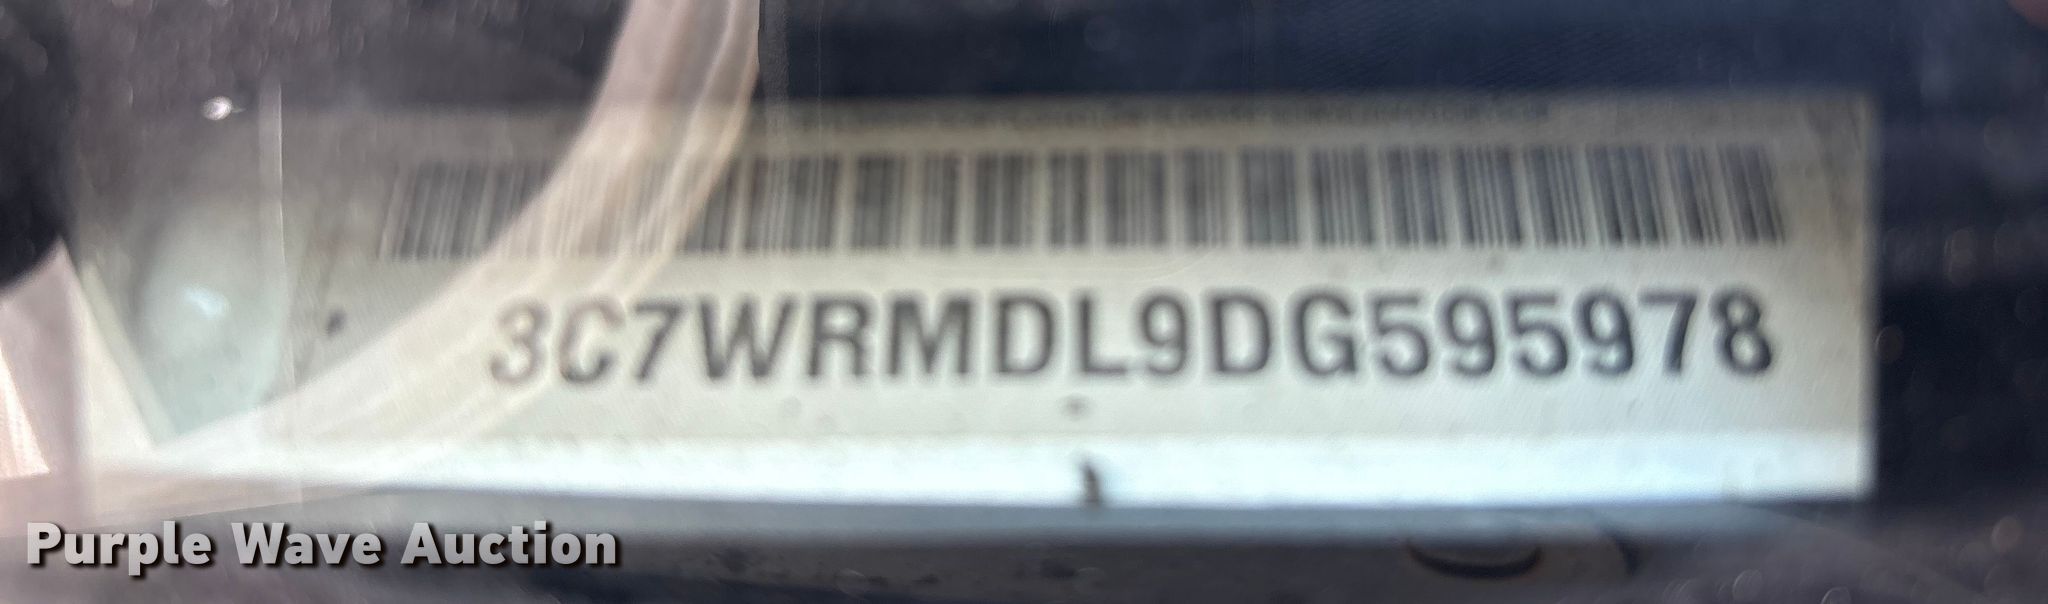 3C7WRMDL9DG595978
Purple Wave Auction